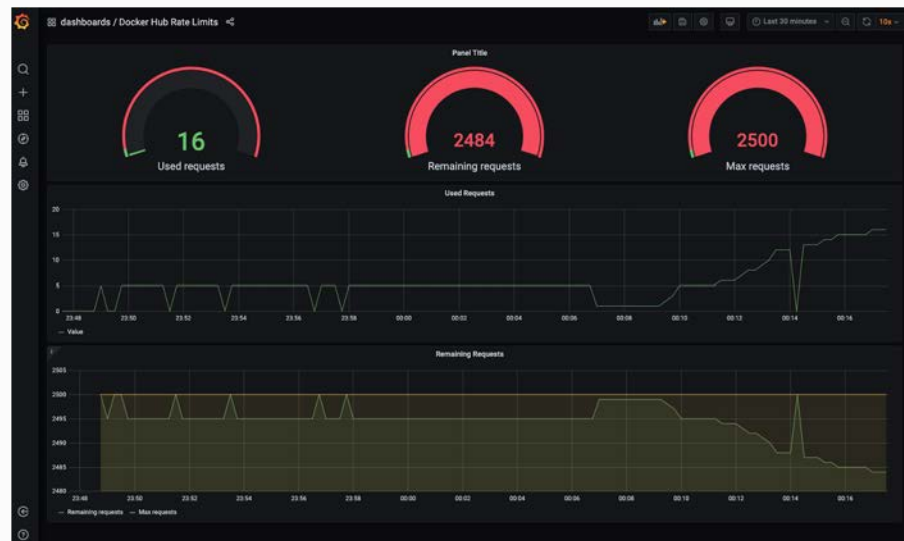 dashboards / Docker Hub Rate Limits
Last 30 minutes
10s
Panel Title
16
Used requests
2484
Remaining requests
2500
Max requests
Used Requests
20
15
10
5
0
23:48 23:50 23:52 23:54 23:56 23:58 00:00 00:02 00:04 00:06 00:08 00:10 00:12 00:14 00:16
Value
Remaining Requests
2505
2500
2495
2490
2485
2480
23:48 23:50 23:52 23:54 23:56 23:58 00:00 00:02 00:04 00:06 00:08 00:10 00:12 00:14 00:16
Remaining requests Max requests